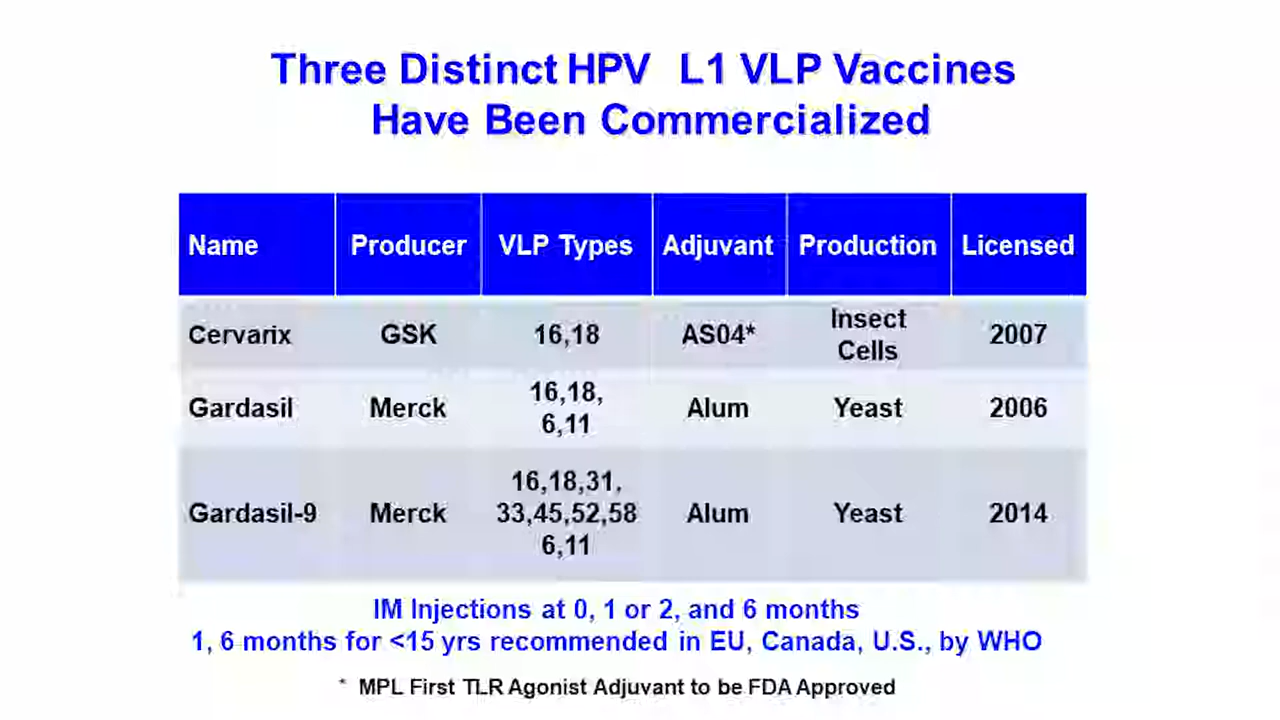 Three Distinct HPV L1 VLP Vaccines
Have Been Commercialized
Name Producer VLP Types Adjuvant Production Licensed
Cervarix GSK 16,18 AS04* Insect Cells 2007
Gardasil Merck 16,18, 6,11 Alum Yeast 2006
Gardasil-9 Merck 16,18,31, 33,45,52,58 6,11 Alum Yeast 2014
IM Injections at 0, 1 or 2, and 6 months
1, 6 months for <15 yrs recommended in EU, Canada, U.S., by WHO
* MPL First TLR Agonist Adjuvant to be FDA Approved